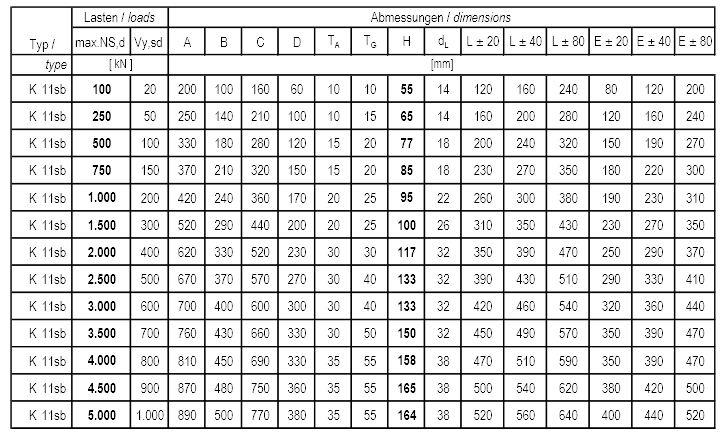 Lasten / loads Abmessungen / dimensions
Typ / max.NS,d Vy,sd A B C D TA TG H dL L ± 20 L ± 40 L ± 80 E ± 20 E ± 40 E ± 80
type [ kN ] [mm]
K 11sb 100 20 200 100 160 60 10 10 55 14 120 160 240 80 120 200
K 11sb 250 50 250 140 210 100 10 15 65 14 160 200 280 120 160 240
K 11sb 500 100 330 180 280 120 15 20 77 18 200 240 320 150 190 270
K 11sb 750 150 370 210 320 150 15 20 85 18 230 270 350 180 220 300
K 11sb 1.000 200 420 240 360 170 20 25 95 22 260 300 380 190 230 310
K 11sb 1.500 300 520 290 440 200 20 25 100 26 310 350 430 230 270 350
K 11sb 2.000 400 620 330 520 230 30 30 117 32 350 390 470 250 290 370
K 11sb 2.500 500 670 370 570 270 30 40 133 32 390 430 510 290 330 410
K 11sb 3.000 600 700 400 600 300 30 40 133 32 420 460 540 320 360 440
K 11sb 3.500 700 760 430 660 330 30 50 150 32 450 490 570 350 390 470
K 11sb 4.000 800 810 450 690 330 35 55 158 38 470 510 590 350 390 470
K 11sb 4.500 900 870 480 750 360 35 55 165 38 500 540 620 380 420 500
K 11sb 5.000 1.000 890 500 770 380 35 55 164 38 520 560 640 400 440 520